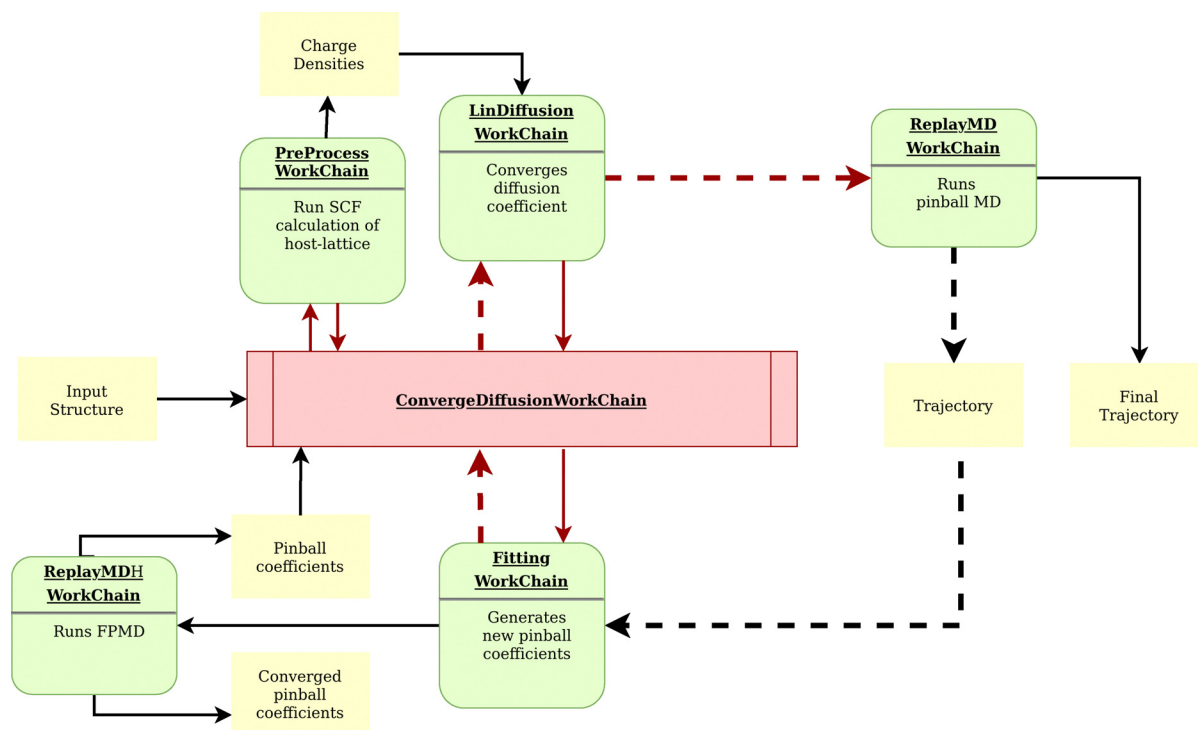 Charge
Densities
LinDiffusion
WorkChain
Converges
diffusion
coefficient
ReplayMD
WorkChain
Runs
pinball MD
PreProcess
WorkChain
Run SCF
calculation of
host-lattice
Input
Structure
ConvergeDiffusionWorkChain
Trajectory
Final
Trajectory
Pinball
coefficients
ReplayMDH
WorkChain
Runs FPMD
Fitting
WorkChain
Generates
new pinball
coefficients
Converged
pinball
coefficients